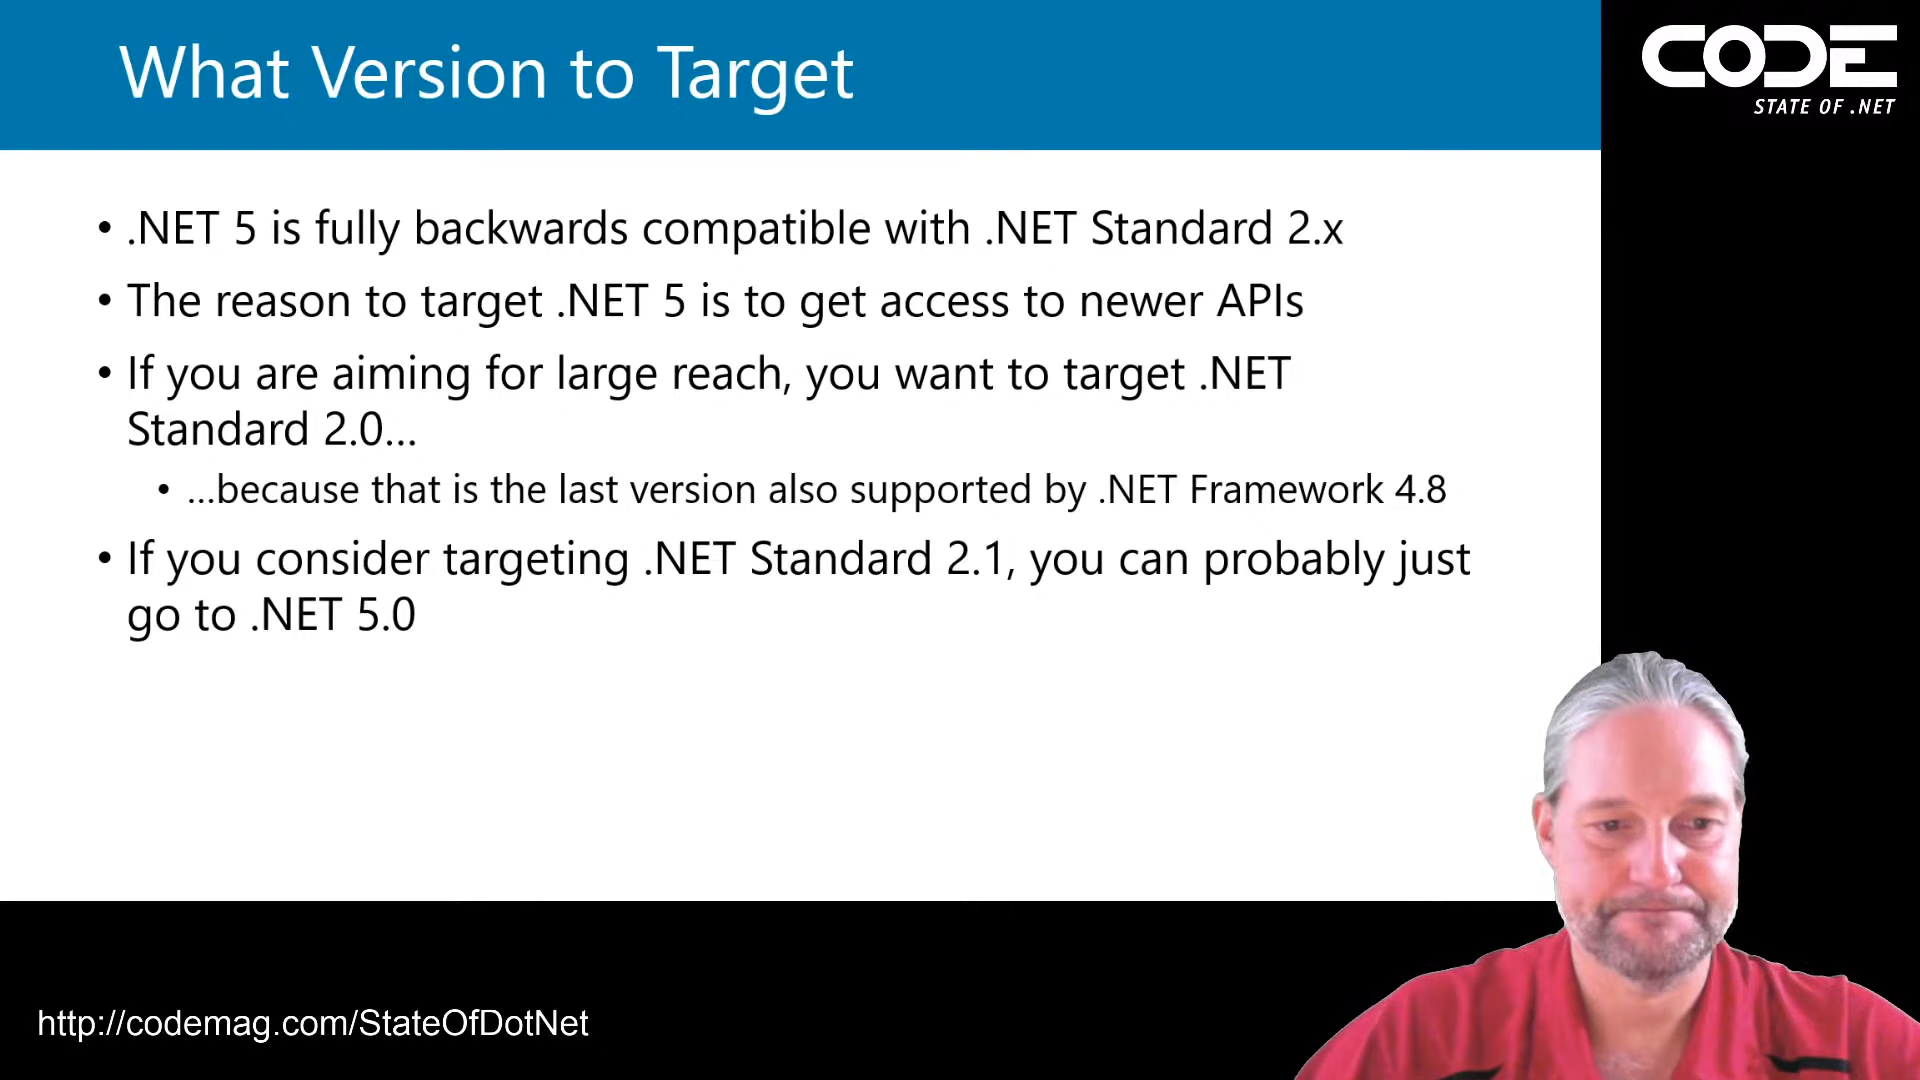 What Version to Target
CODE
STATE OF .NET
• .NET 5 is fully backwards compatible with .NET Standard 2.x
• The reason to target .NET 5 is to get access to newer APIs
• If you are aiming for large reach, you want to target .NET
Standard 2.0…
• …because that is the last version also supported by .NET Framework 4.8
• If you consider targeting .NET Standard 2.1, you can probably just
go to .NET 5.0
http://codemag.com/StateOfDotNet